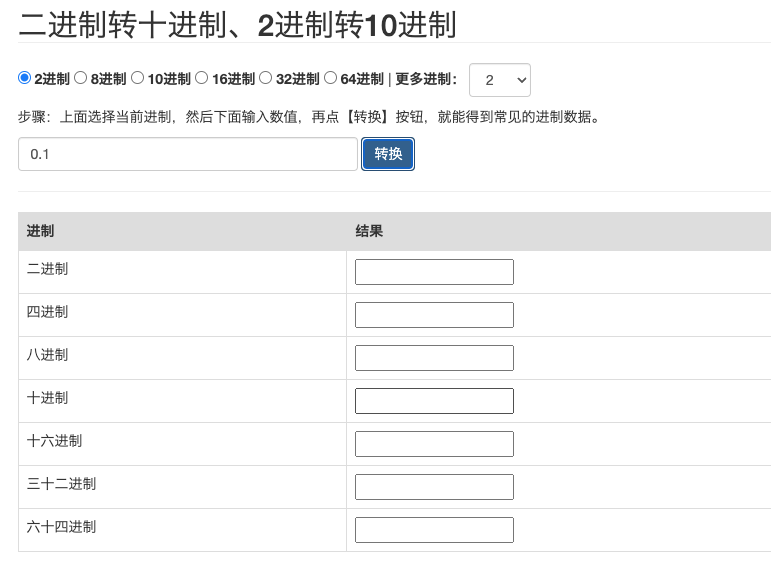 二进制转十进制、2进制转10进制
2进制 8进制 10进制 16进制 32进制 64进制 | 更多进制： 2
步骤：上面选择当前进制，然后下面输入数值，再点【转换】按钮，就能得到常见的进制数据。
0.1 转换
进制 结果
二进制
四进制
八进制
十进制
十六进制
三十二进制
六十四进制